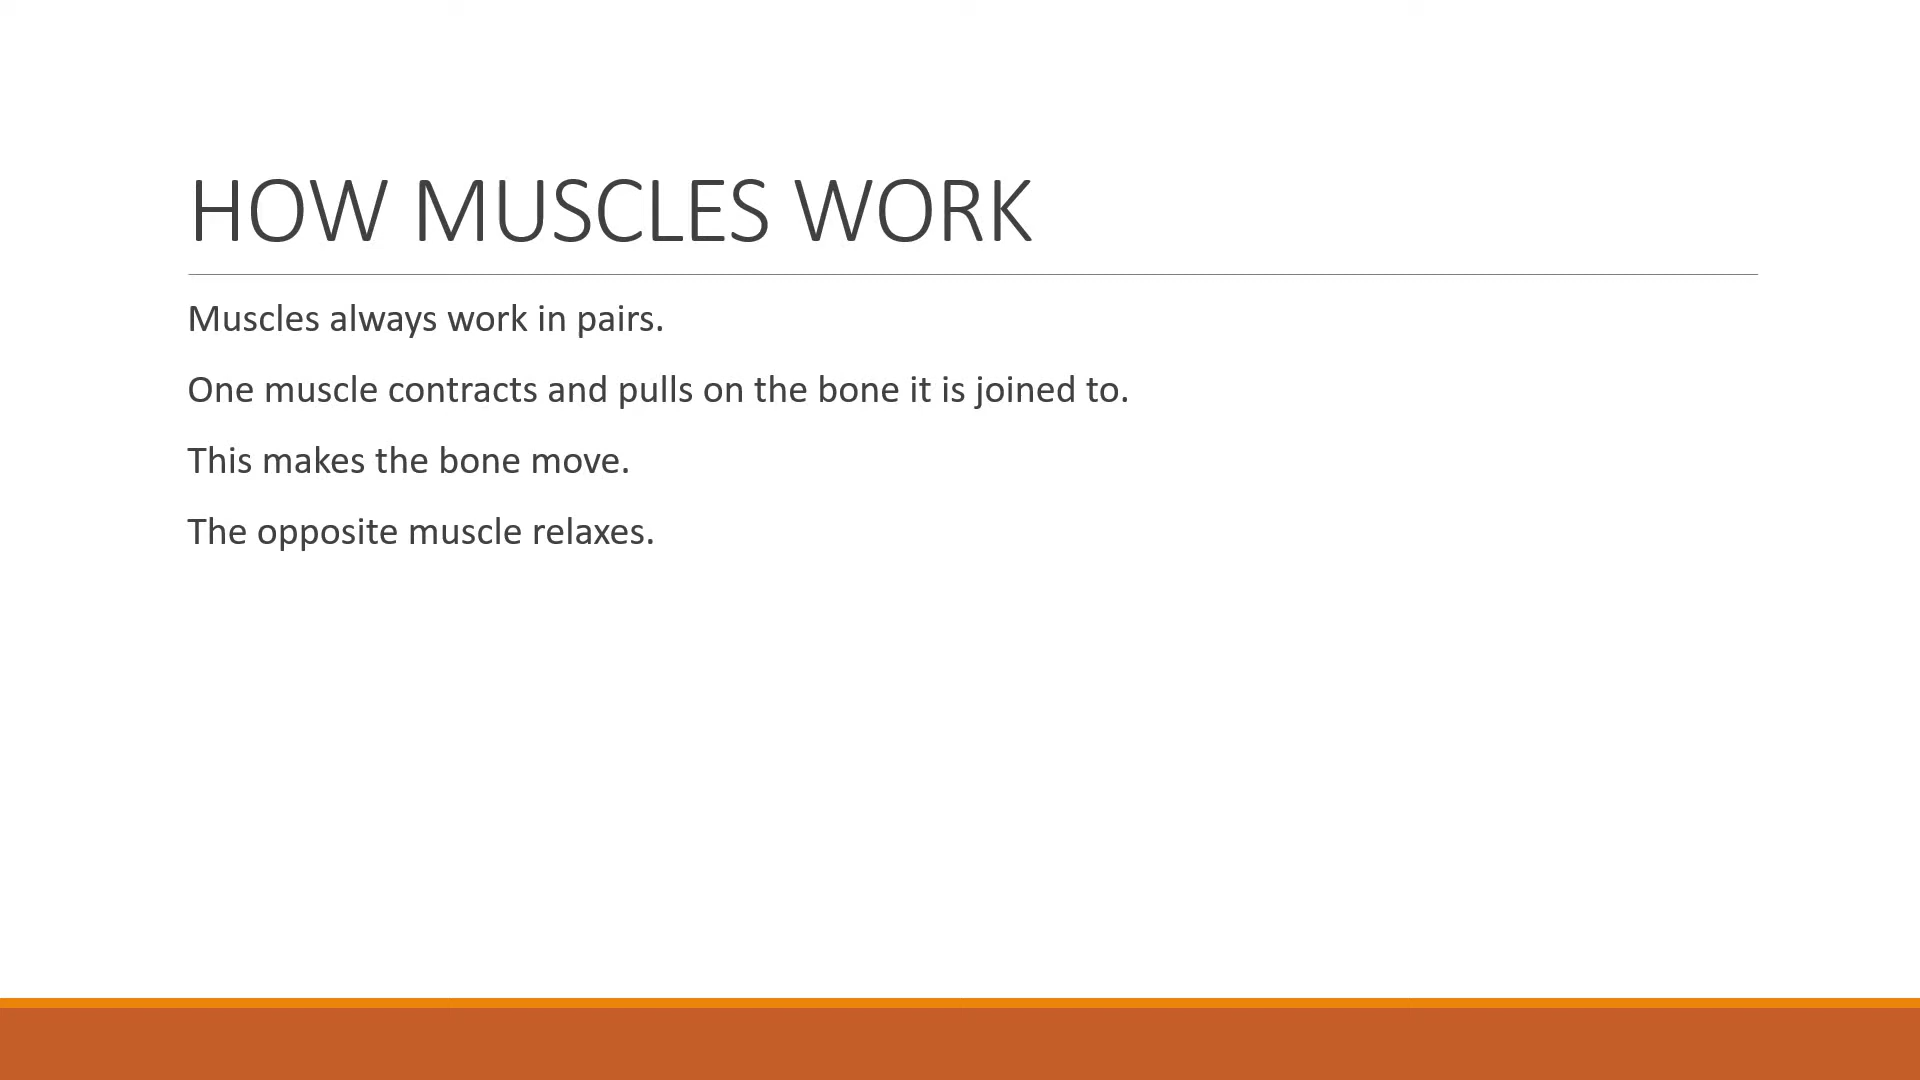 HOW MUSCLES WORK
Muscles always work in pairs.
One muscle contracts and pulls on the bone it is joined to.
This makes the bone move.
The opposite muscle relaxes.